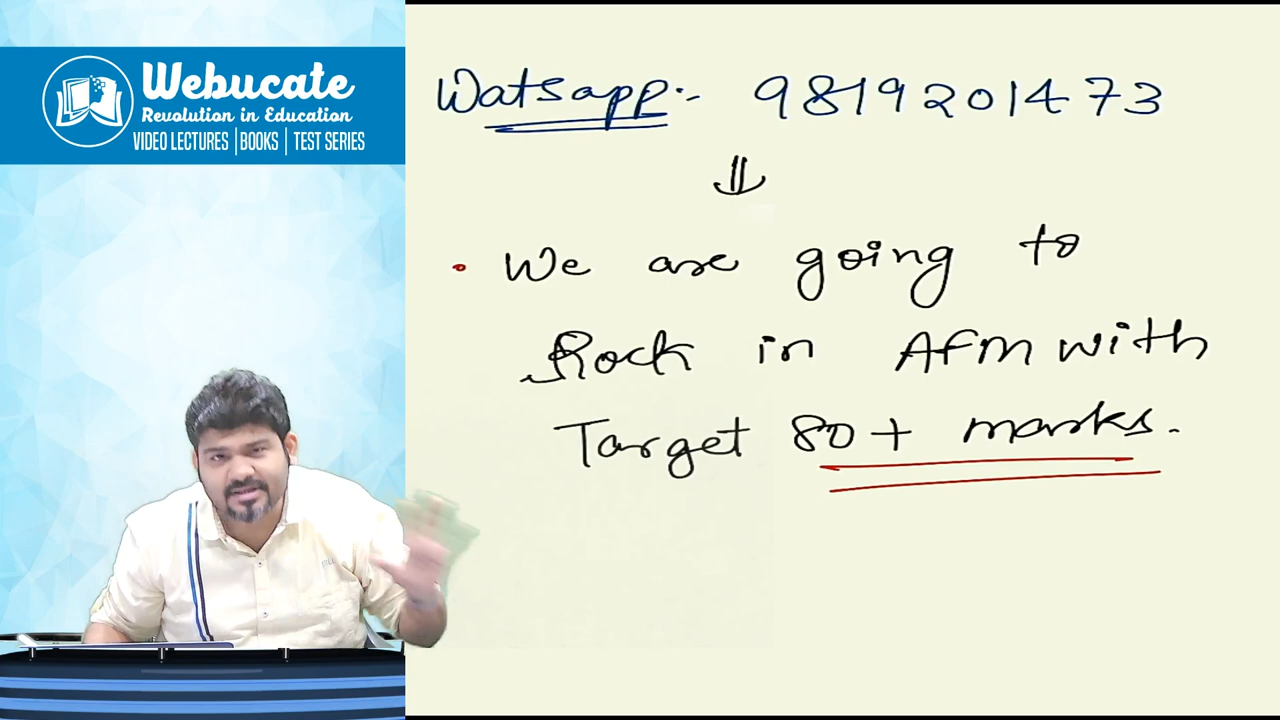 Webucate
Revolution in Education
VIDEO LECTURES | BOOKS | TEST SERIES
Watsapp:- 9819201473
⇓
• We are going to
Rock in AFM with
Target 80+ marks.